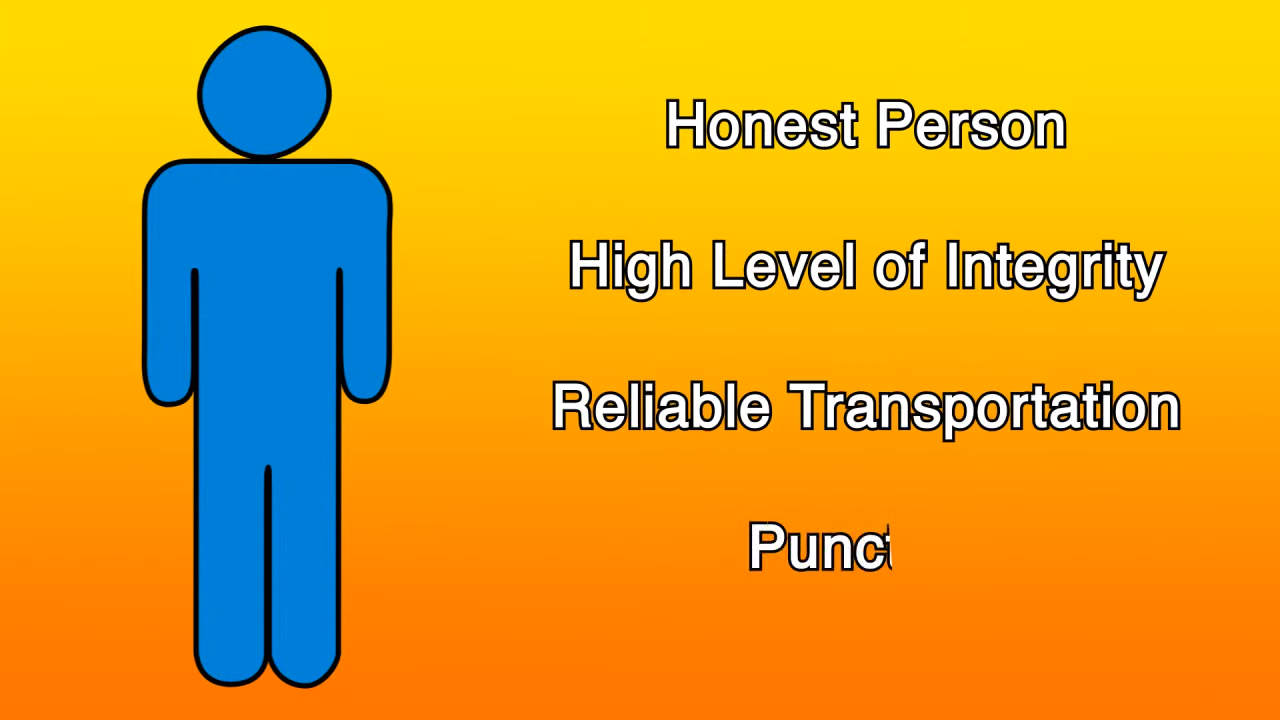 Honest Person
High Level of Integrity
Reliable Transportation
Punct